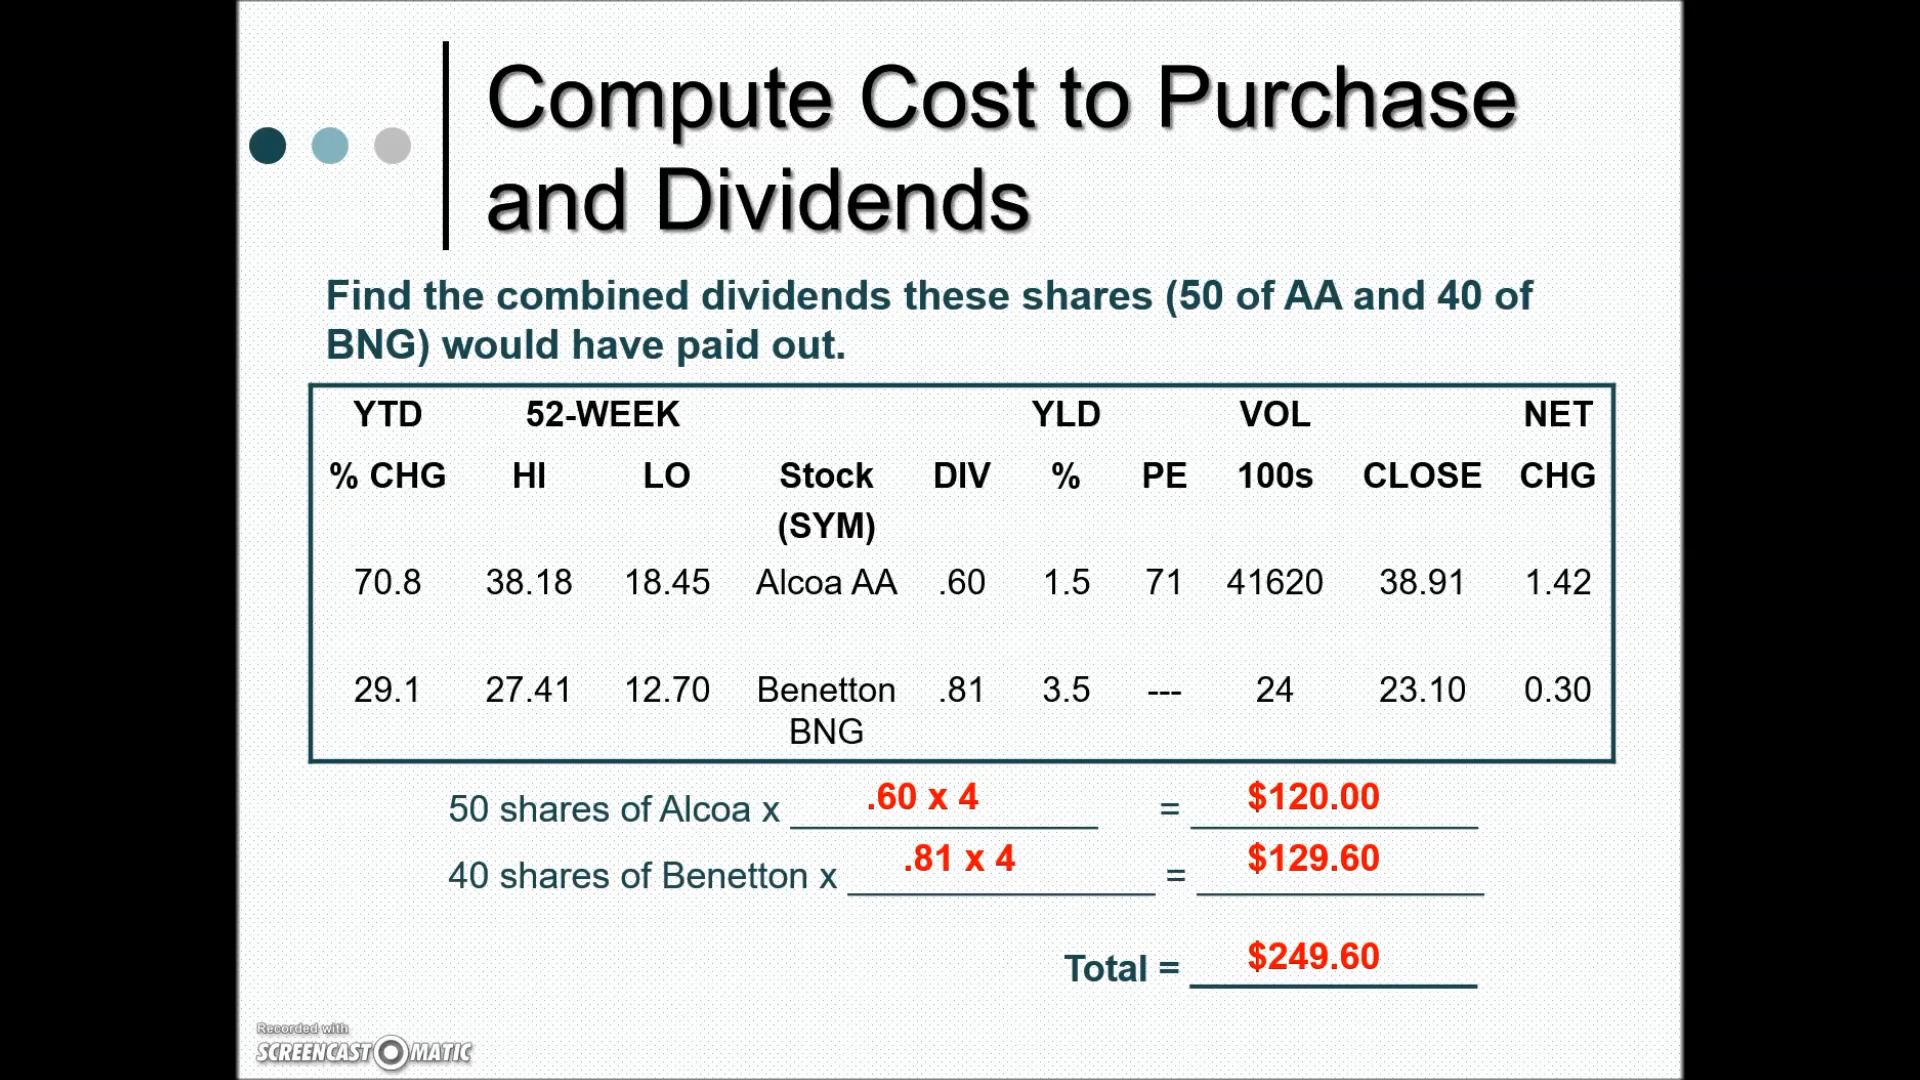 Compute Cost to Purchase
and Dividends
Find the combined dividends these shares (50 of AA and 40 of
BNG) would have paid out.
YTD 52-WEEK YLD VOL NET
% CHG HI LO Stock DIV % PE 100s CLOSE CHG
(SYM)
70.8 38.18 18.45 Alcoa AA .60 1.5 71 41620 38.91 1.42
29.1 27.41 12.70 Benetton .81 3.5 --- 24 23.10 0.30
BNG
50 shares of Alcoa x .60 x 4 = $120.00
40 shares of Benetton x .81 x 4 = $129.60
Total = $249.60
Recorded with
SCREENCAST-O-MATIC